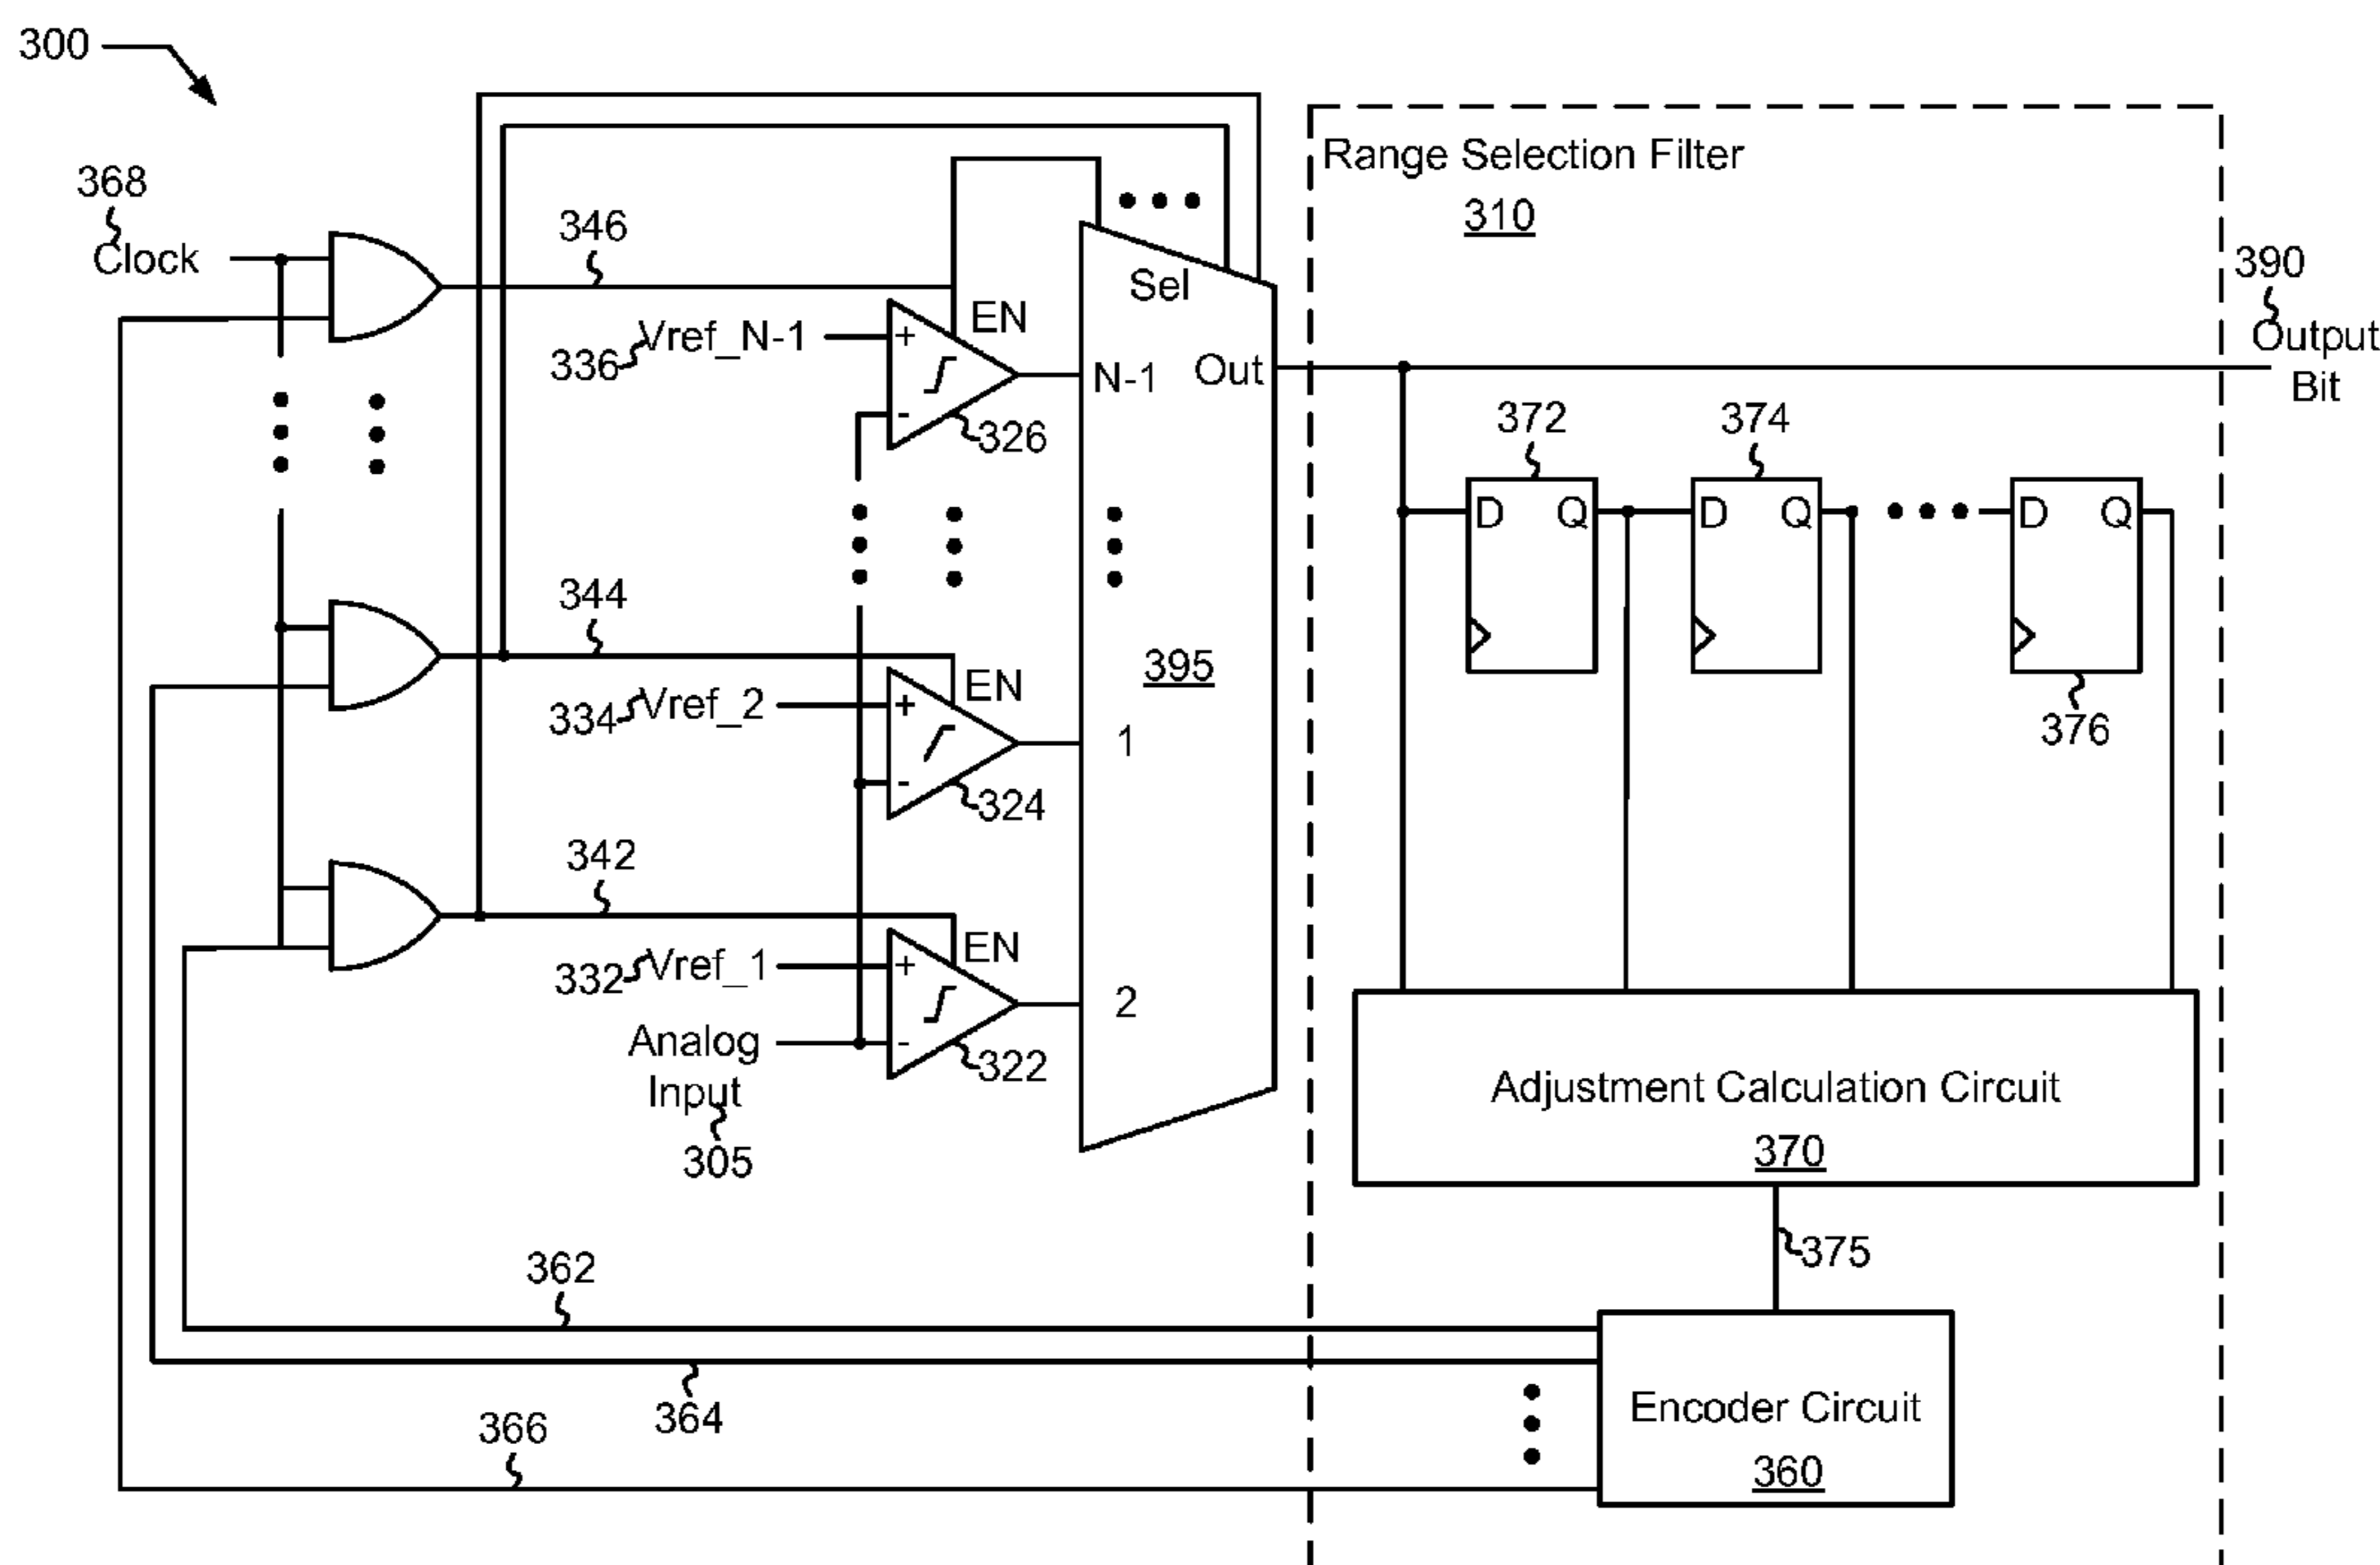 300
368
Clock
346
336
Vref_N-1
+
-
EN
326
344
334
Vref_2
+
-
EN
324
342
332
Vref_1
+
-
EN
322
Analog
Input
305
Sel
N-1
Out
395
1
2
Range Selection Filter
310
390
Output
Bit
372
D
Q
374
D
Q
D
Q
376
Adjustment Calculation Circuit
370
375
362
364
366
Encoder Circuit
360